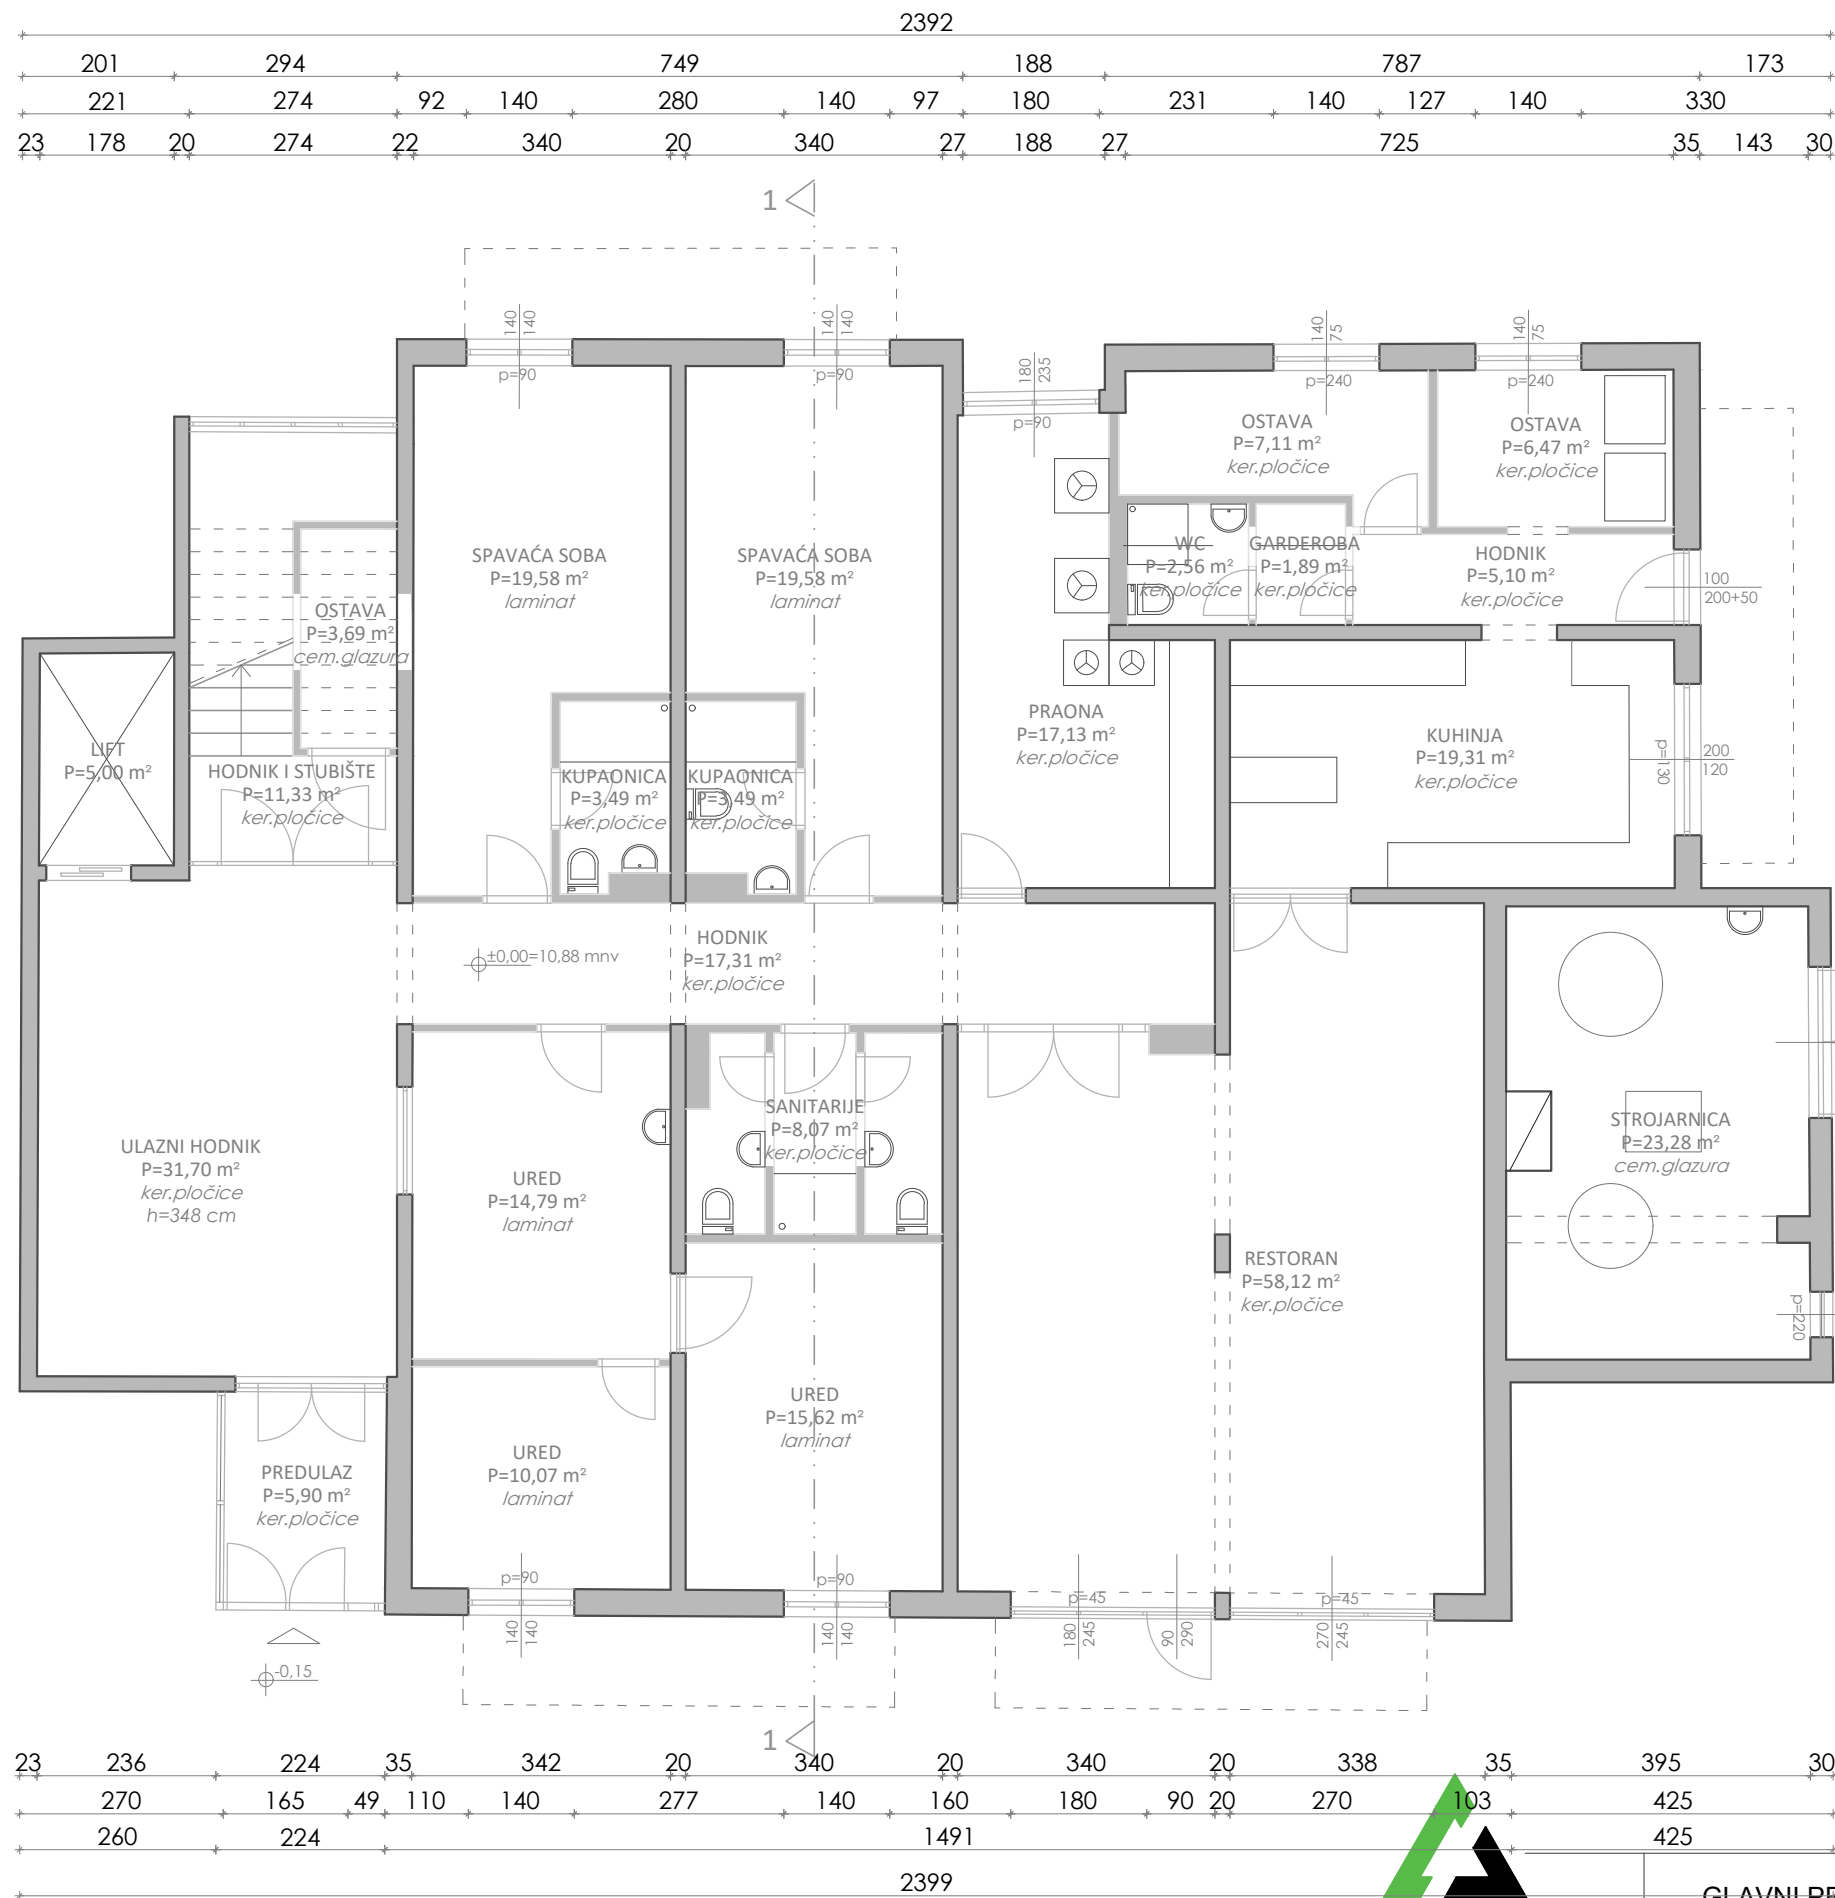 2392
201 294 749 188 787 173
221 274 92 140 280 140 97 180 231 140 127 140 330
23 178 20 274 22 340 20 340 27 188 27 725 35 143 30
1
140 140
140 140
180 235
140 75
140 75
p=90
p=90
p=90
p=240
p=240
OSTAVA
P=7,11 m²
ker.pločice
OSTAVA
P=6,47 m²
ker.pločice
SPAVAĆA SOBA
P=19,58 m²
laminat
SPAVAĆA SOBA
P=19,58 m²
laminat
WC
P=2,56 m²
ker.pločice
GARDEROBA
P=1,89 m²
ker.pločice
HODNIK
P=5,10 m²
ker.pločice
100
200+50
OSTAVA
P=3,69 m²
cem.glazura
LIFT
P=5,00 m²
HODNIK I STUBIŠTE
P=11,33 m²
ker.pločice
KUPAONICA
P=3,49 m²
ker.pločice
KUPAONICA
P=3,49 m²
ker.pločice
PRAONA
P=17,13 m²
ker.pločice
KUHINJA
P=19,31 m²
ker.pločice
p=130
200
120
±0,00=10,88 mnv
HODNIK
P=17,31 m²
ker.pločice
ULAZNI HODNIK
P=31,70 m²
ker.pločice
h=348 cm
URED
P=14,79 m²
laminat
SANITARIJE
P=8,07 m²
ker.pločice
STROJARNICA
P=23,28 m²
cem.glazura
RESTORAN
P=58,12 m²
ker.pločice
p=220
URED
P=15,62 m²
laminat
URED
P=10,07 m²
laminat
PREDULAZ
P=5,90 m²
ker.pločice
p=90
p=90
p=45
p=45
140 140
140 140
180 245
90 290
270 245
-0,15
1
23 236 224 35 342 20 340 20 340 20 338 35 395 30
270 165 49 110 140 277 140 160 180 90 20 270 103 425
260 224 1491 425
2399